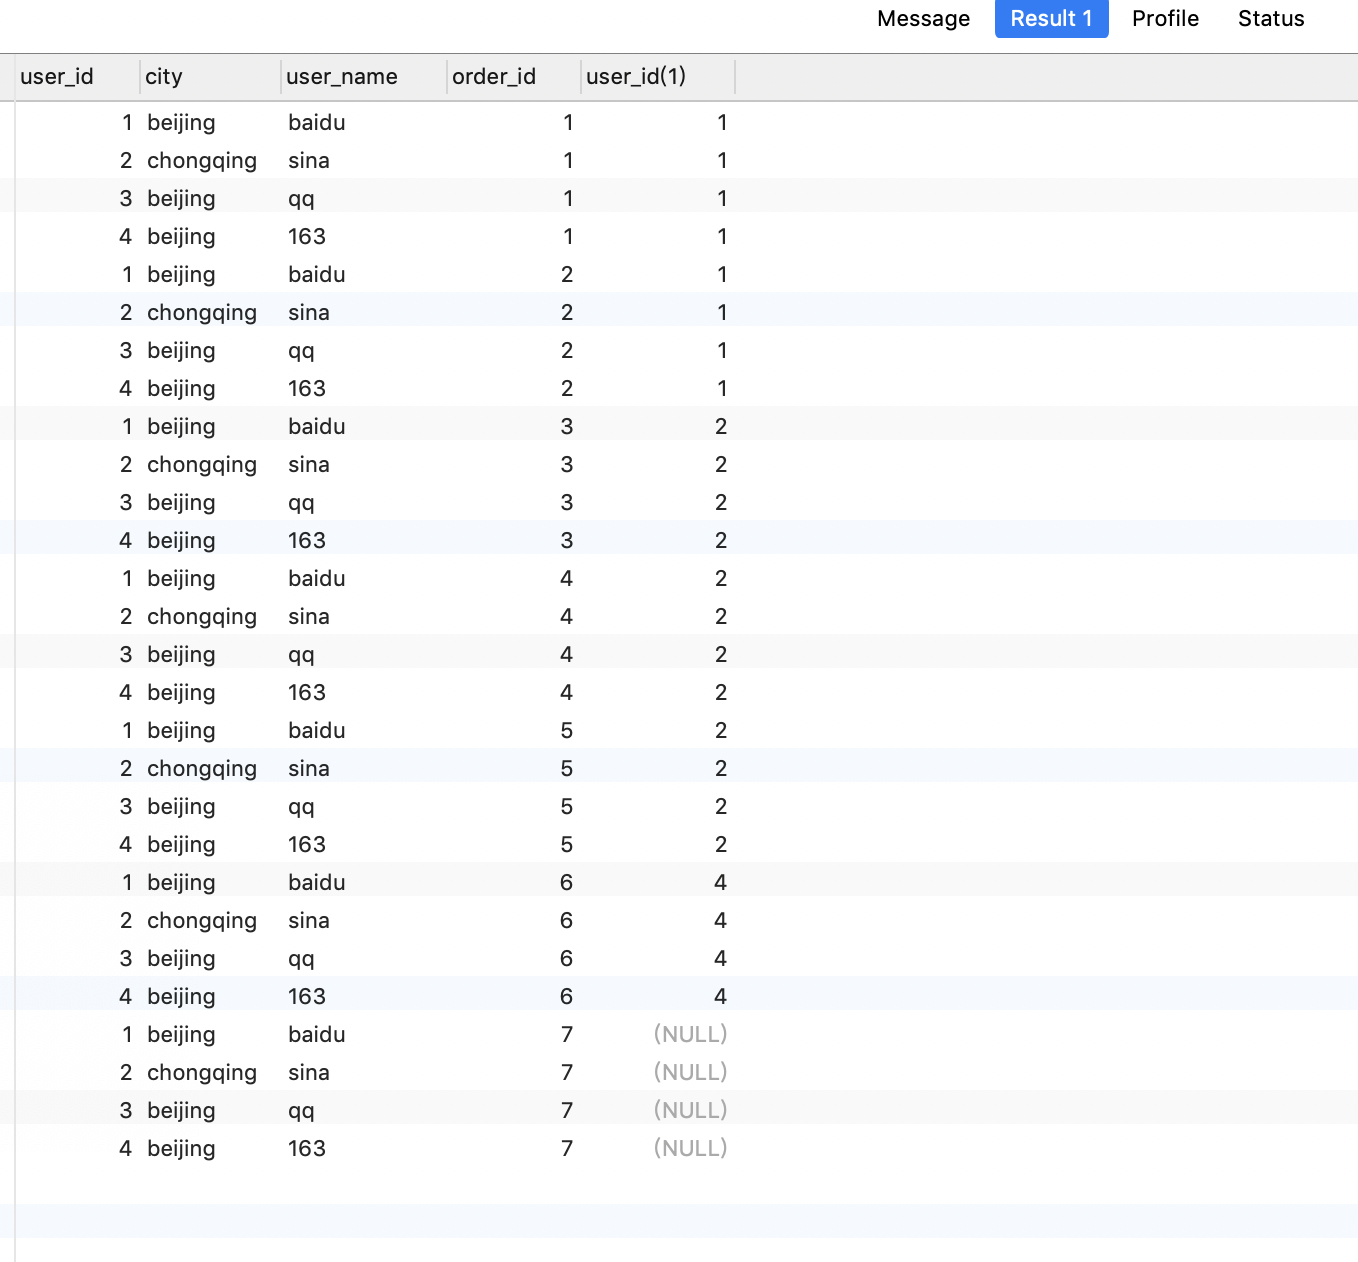 Message Result 1 Profile Status
user_id city user_name order_id user_id(1)
1 beijing baidu 1 1
2 chongqing sina 1 1
3 beijing qq 1 1
4 beijing 163 1 1
1 beijing baidu 2 1
2 chongqing sina 2 1
3 beijing qq 2 1
4 beijing 163 2 1
1 beijing baidu 3 2
2 chongqing sina 3 2
3 beijing qq 3 2
4 beijing 163 3 2
1 beijing baidu 4 2
2 chongqing sina 4 2
3 beijing qq 4 2
4 beijing 163 4 2
1 beijing baidu 5 2
2 chongqing sina 5 2
3 beijing qq 5 2
4 beijing 163 5 2
1 beijing baidu 6 4
2 chongqing sina 6 4
3 beijing qq 6 4
4 beijing 163 6 4
1 beijing baidu 7 (NULL)
2 chongqing sina 7 (NULL)
3 beijing qq 7 (NULL)
4 beijing 163 7 (NULL)